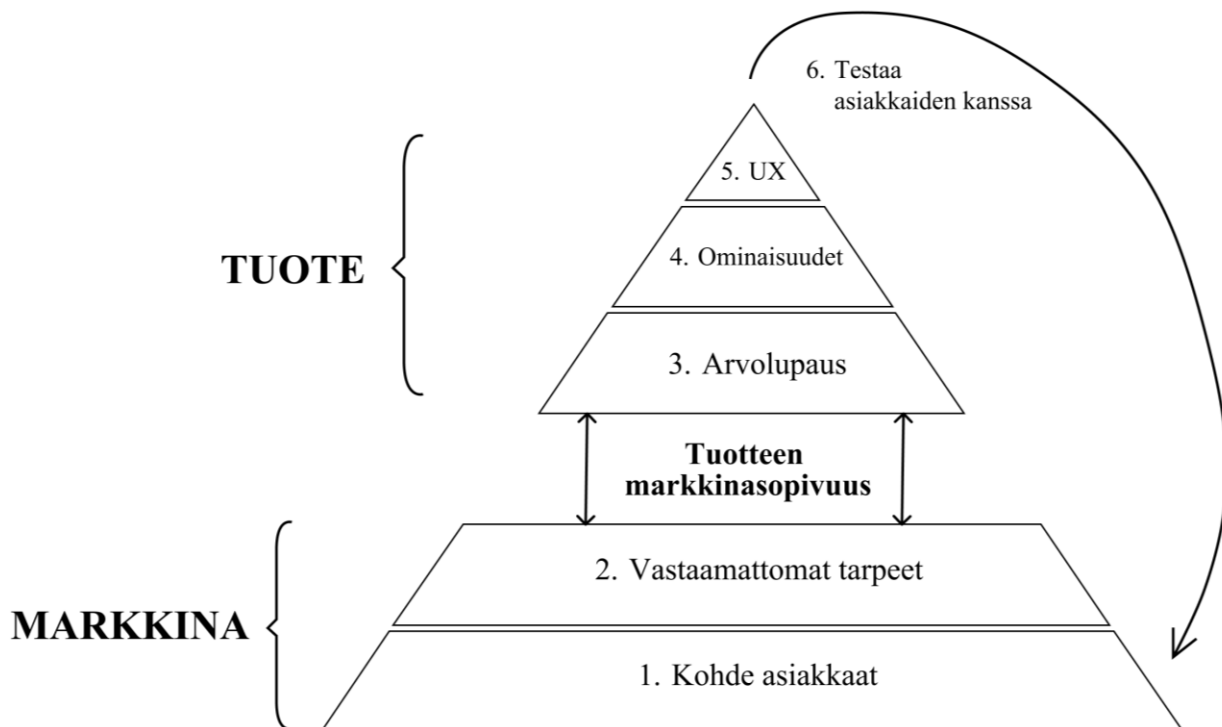 6. Testaa
asiakkaiden kanssa
5. UX
TUOTE
4. Ominaisuudet
3. Arvolupaus
Tuotteen
markkinasopivuus
2. Vastaamattomat tarpeet
MARKKINA
1. Kohde asiakkaat